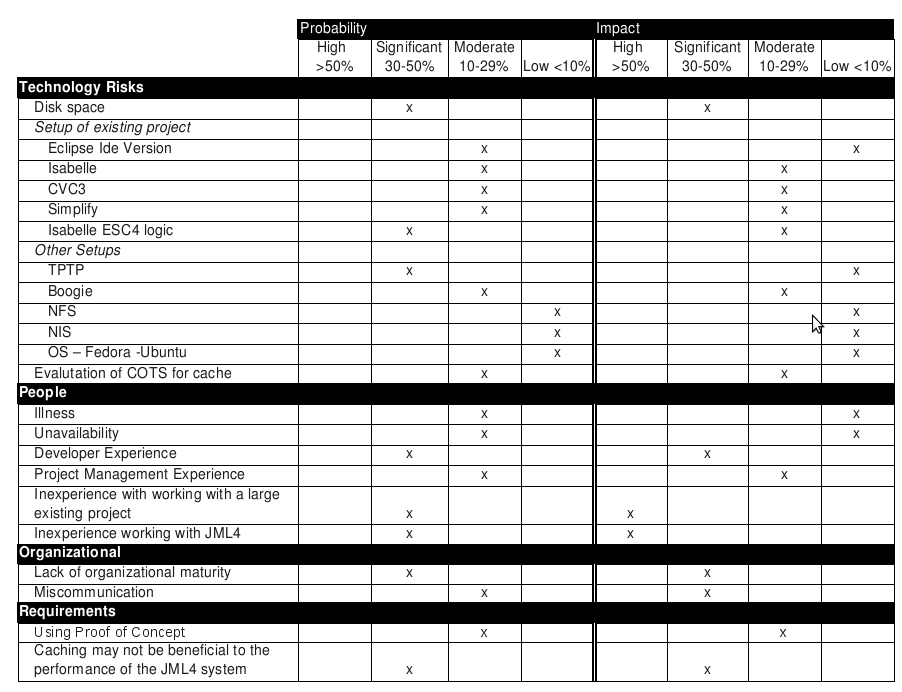 Probability Impact
High Significant Moderate High Significant Moderate
>50% 30-50% 10-29% Low <10% >50% 30-50% 10-29% Low <10%
Technology Risks
Disk space x x
Setup of existing project
Eclipse Ide Version x x
Isabelle x x
CVC3 x x
Simplify x x
Isabelle ESC4 logic x x
Other Setups
TPTP x x
Boogie x x
NFS x x
NIS x x
OS – Fedora -Ubuntu x x
Evalutation of COTS for cache x x
People
Illness x x
Unavailability x x
Developer Experience x x
Project Management Experience x x
Inexperience with working with a large
existing project x x
Inexperience working with JML4 x x
Organizational
Lack of organizational maturity x x
Miscommunication x x
Requirements
Using Proof of Concept x x
Caching may not be beneficial to the
performance of the JML4 system x x